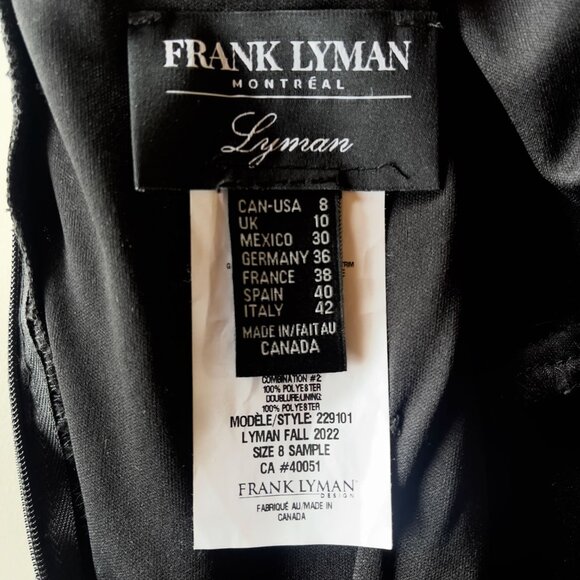 FRANK LYMAN
MONTRÉAL
Lyman
CAN-USA 8
UK 10
MEXICO 30
GERMANY 36
FRANCE 38
SPAIN 40
ITALY 42
MADE IN/FAIT AU
CANADA
COMBINATION #2
100% POLYESTER
DOUBLURE/LINING:
100% POLYESTER
MODÈLE/STYLE: 229101
LYMAN FALL 2022
SIZE 8 SAMPLE
CA #40051
FRANK LYMAN
DESIGN
FABRIQUÉ AU/MADE IN
CANADA